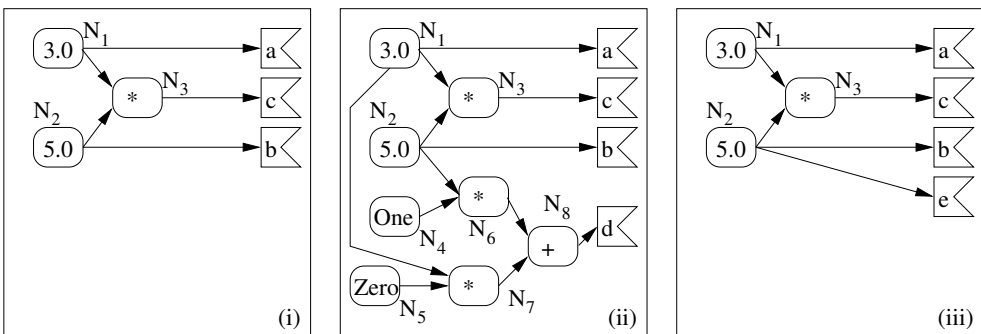 3.0
N1
a
*
N3
c
N2
5.0
b
(i)
3.0
N1
a
*
N3
c
N2
5.0
b
One
N4
*
N6
N8
+
d
Zero
N5
*
N7
(ii)
3.0
N1
a
*
N3
c
N2
5.0
b
e
(iii)